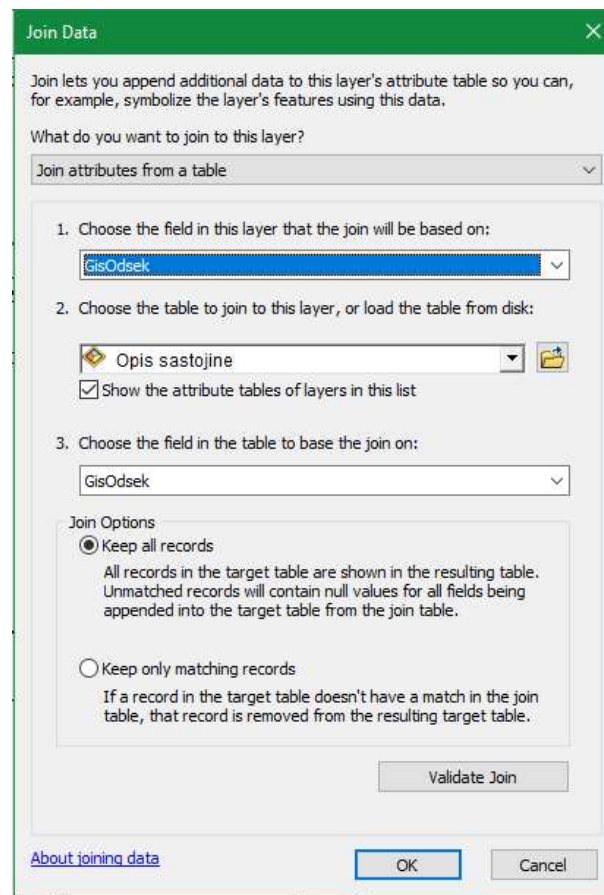 Join Data
Join lets you append additional data to this layer's attribute table so you can,
for example, symbolize the layer's features using this data.
What do you want to join to this layer?
Join attributes from a table
1. Choose the field in this layer that the join will be based on:
GisOdsek
2. Choose the table to join to this layer, or load the table from disk:
Opis sastojine
Show the attribute tables of layers in this list
3. Choose the field in the table to base the join on:
GisOdsek
Join Options
Keep all records
All records in the target table are shown in the resulting table.
Unmatched records will contain null values for all fields being
appended into the target table from the join table.
Keep only matching records
If a record in the target table doesn't have a match in the join
table, that record is removed from the resulting target table.
Validate Join
About joining data
OK
Cancel